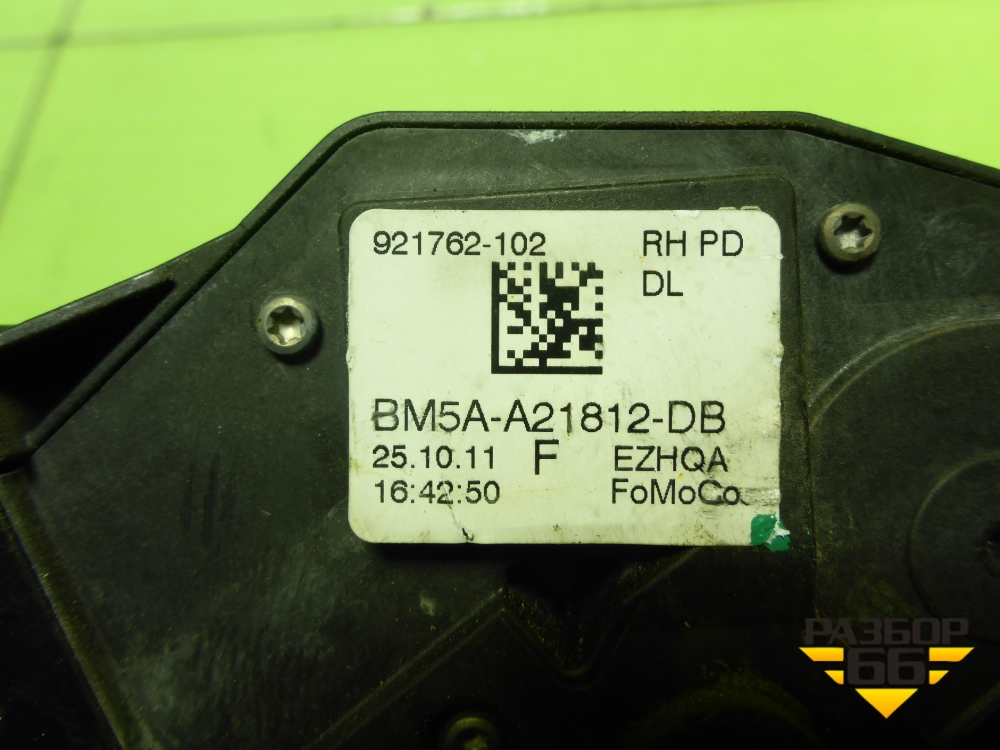 921762-102 RH PD
DL
BM5A-A21812-DB
25.10.11 F EZHQA
16:42:50 FoMoCo
РАЗБОР
66